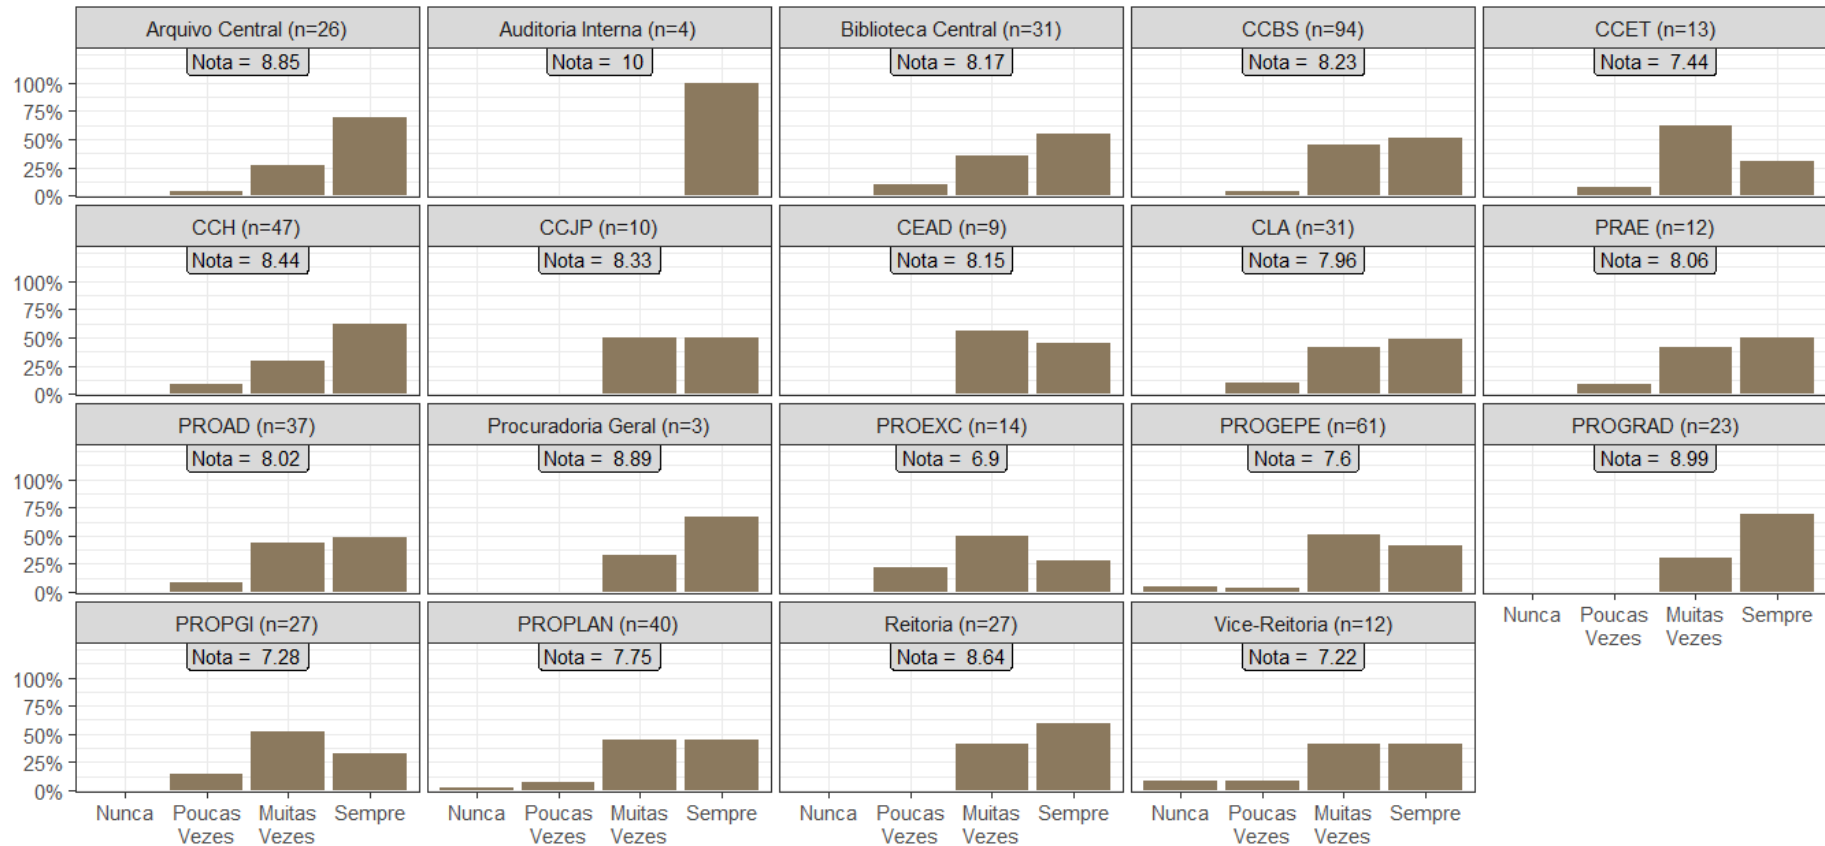 Arquivo Central (n=26)
Auditoria Interna (n=4)
Biblioteca Central (n=31)
CCBS (n=94)
CCET (n=13)
Nota = 8.85
Nota = 10
Nota = 8.17
Nota = 8.23
Nota = 7.44
100%
75%
50%
25%
0%
CCH (n=47)
CCJP (n=10)
CEAD (n=9)
CLA (n=31)
PRAE (n=12)
Nota = 8.44
Nota = 8.33
Nota = 8.15
Nota = 7.96
Nota = 8.06
100%
75%
50%
25%
0%
PROAD (n=37)
Procuradoria Geral (n=3)
PROEXC (n=14)
PROGEPE (n=61)
PROGRAD (n=23)
Nota = 8.02
Nota = 8.89
Nota = 6.9
Nota = 7.6
Nota = 8.99
100%
75%
50%
25%
0%
Nunca
Poucas
Vezes
Muitas
Vezes
Sempre
PROPGI (n=27)
PROPLAN (n=40)
Reitoria (n=27)
Vice-Reitoria (n=12)
Nota = 7.28
Nota = 7.75
Nota = 8.64
Nota = 7.22
100%
75%
50%
25%
0%
Nunca
Poucas
Vezes
Muitas
Vezes
Sempre
Nunca
Poucas
Vezes
Muitas
Vezes
Sempre
Nunca
Poucas
Vezes
Muitas
Vezes
Sempre
Nunca
Poucas
Vezes
Muitas
Vezes
Sempre